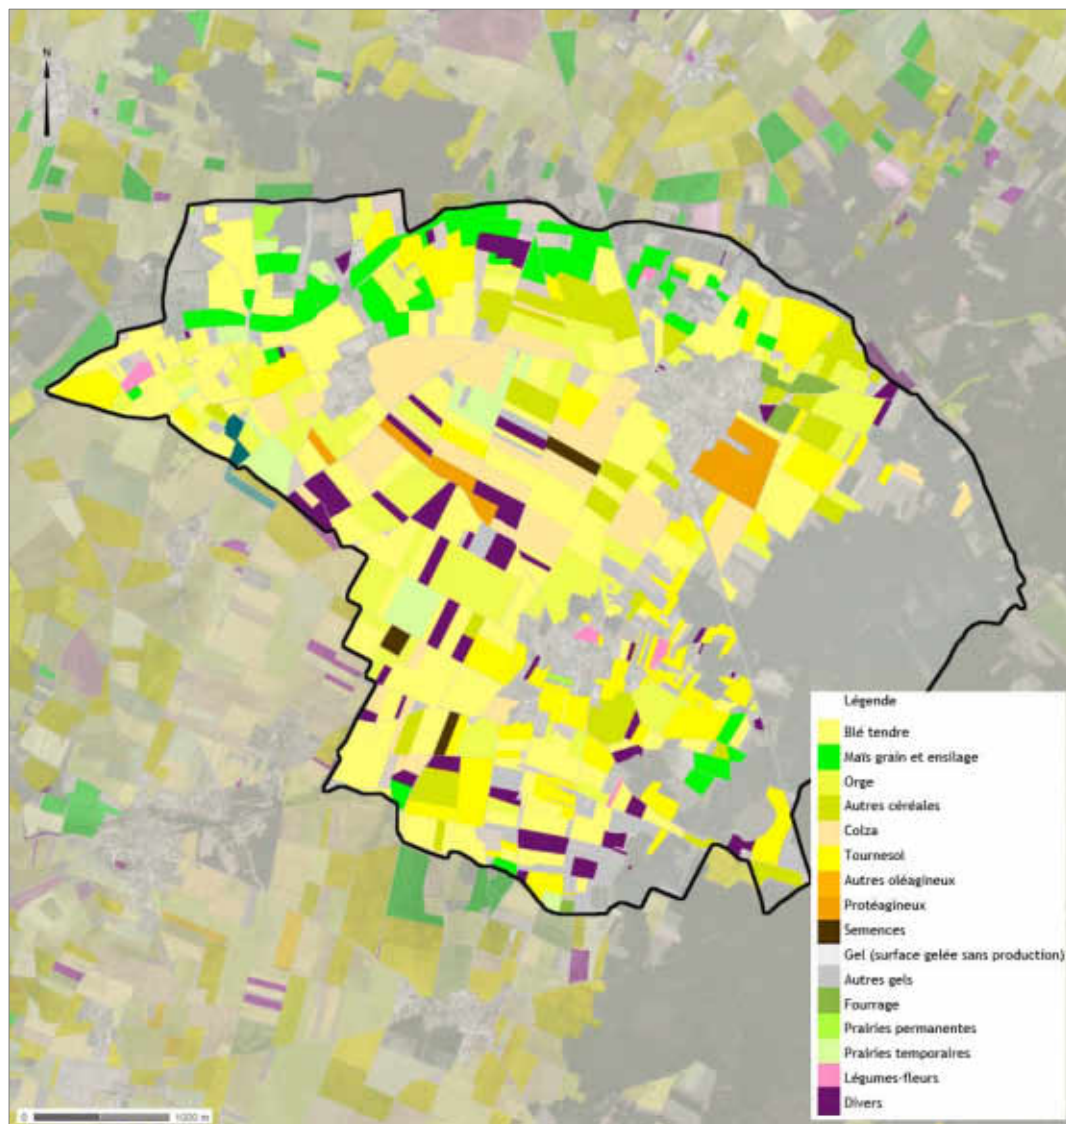 N
Légende
Blé tendre
Maïs grain et ensilage
Orge
Autres céréales
Colza
Tournesol
Autres oléagineux
Protéagineux
Semences
Gel (surface gelée sans production)
Autres gels
Fourrage
Prairies permanentes
Prairies temporaires
Légumes-fleurs
Divers
0 1000 m